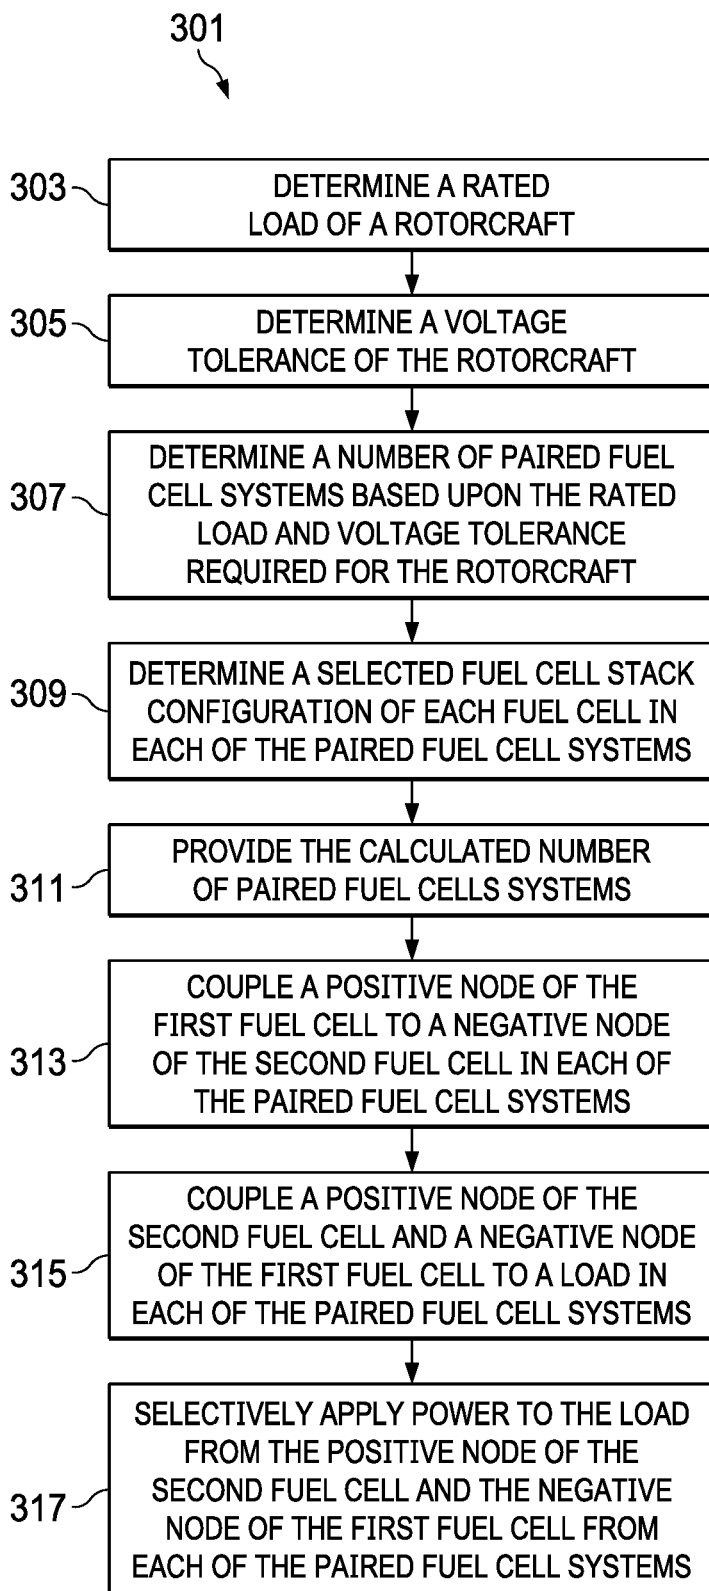 301
303
DETERMINE A RATED
LOAD OF A ROTORCRAFT
305
DETERMINE A VOLTAGE
TOLERANCE OF THE ROTORCRAFT
307
DETERMINE A NUMBER OF PAIRED FUEL
CELL SYSTEMS BASED UPON THE RATED
LOAD AND VOLTAGE TOLERANCE
REQUIRED FOR THE ROTORCRAFT
309
DETERMINE A SELECTED FUEL CELL STACK
CONFIGURATION OF EACH FUEL CELL IN
EACH OF THE PAIRED FUEL CELL SYSTEMS
311
PROVIDE THE CALCULATED NUMBER
OF PAIRED FUEL CELLS SYSTEMS
313
COUPLE A POSITIVE NODE OF THE
FIRST FUEL CELL TO A NEGATIVE NODE
OF THE SECOND FUEL CELL IN EACH OF
THE PAIRED FUEL CELL SYSTEMS
315
COUPLE A POSITIVE NODE OF THE
SECOND FUEL CELL AND A NEGATIVE NODE
OF THE FIRST FUEL CELL TO A LOAD IN
EACH OF THE PAIRED FUEL CELL SYSTEMS
317
SELECTIVELY APPLY POWER TO THE LOAD
FROM THE POSITIVE NODE OF THE
SECOND FUEL CELL AND THE NEGATIVE
NODE OF THE FIRST FUEL CELL FROM
EACH OF THE PAIRED FUEL CELL SYSTEMS